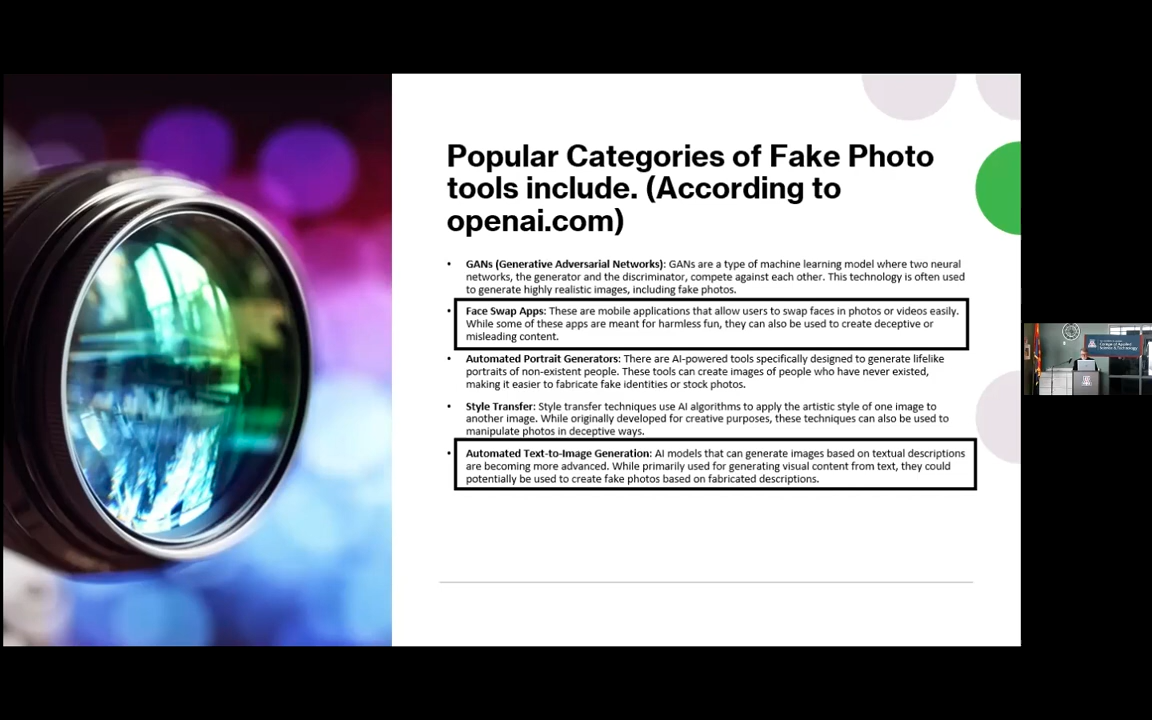 Popular Categories of Fake Photo
tools include. (According to
openai.com)
• GANs (Generative Adversarial Networks): GANs are a type of machine learning model where two neural
networks, the generator and the discriminator, compete against each other. This technology is often used
to generate highly realistic images, including fake photos.
• Face Swap Apps: These are mobile applications that allow users to swap faces in photos or videos easily.
While some of these apps are meant for harmless fun, they can also be used to create deceptive or
misleading content.
• Automated Portrait Generators: There are AI-powered tools specifically designed to generate lifelike
portraits of non-existent people. These tools can create images of people who have never existed,
making it easier to fabricate fake identities or stock photos.
• Style Transfer: Style transfer techniques use AI algorithms to apply the artistic style of one image to
another image. While originally developed for creative purposes, these techniques can also be used to
manipulate photos in deceptive ways.
• Automated Text-to-Image Generation: AI models that can generate images based on textual descriptions
are becoming more advanced. While primarily used for generating visual content from text, they could
potentially be used to create fake photos based on fabricated descriptions.
College of Applied
Science & Technology